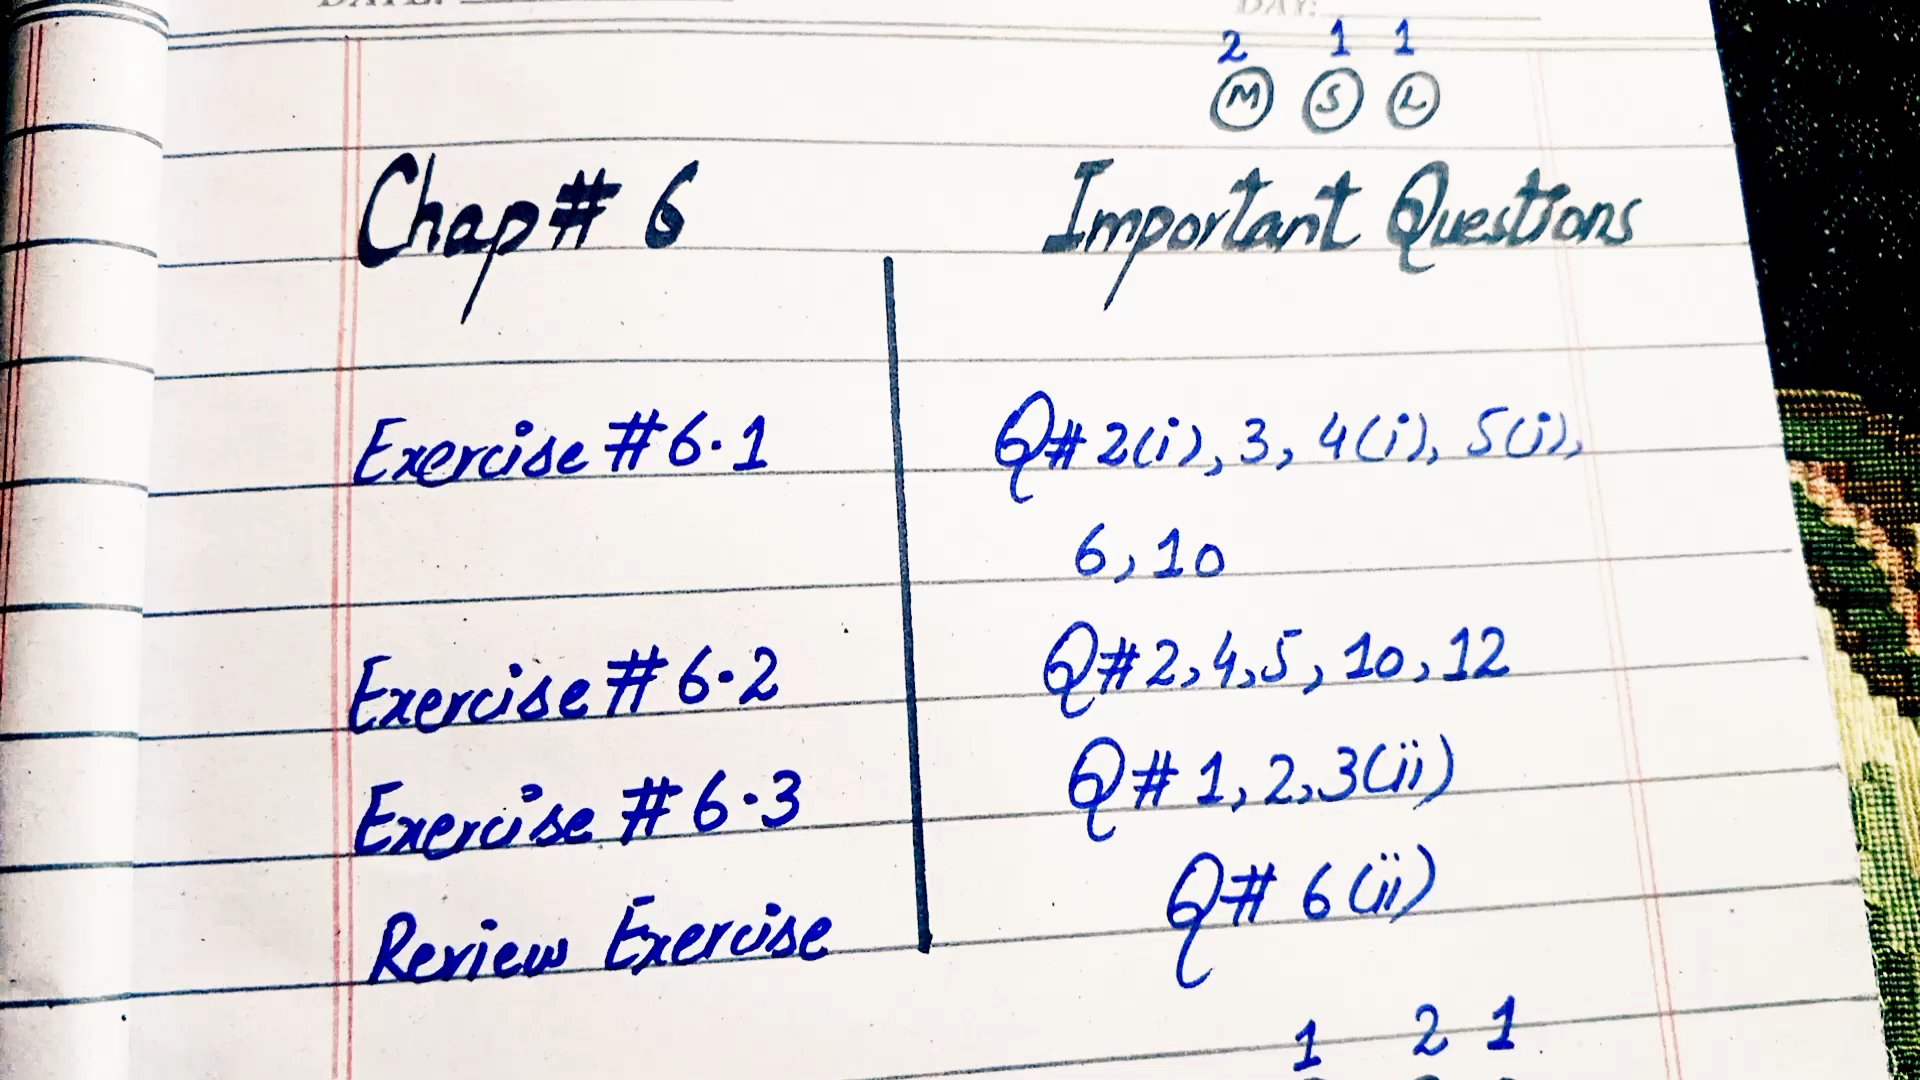 DATE: DAY:
2 1 1
M S L
Chap# 6 Important Questions
Exercise #6.1 Q# 2(i), 3, 4(i), 5(i),
6, 10
Exercise #6.2 Q#2,4,5, 10, 12
Exercise #6.3 Q# 1, 2, 3(ii)
Review Exercise Q# 6(ii)
1 2 1